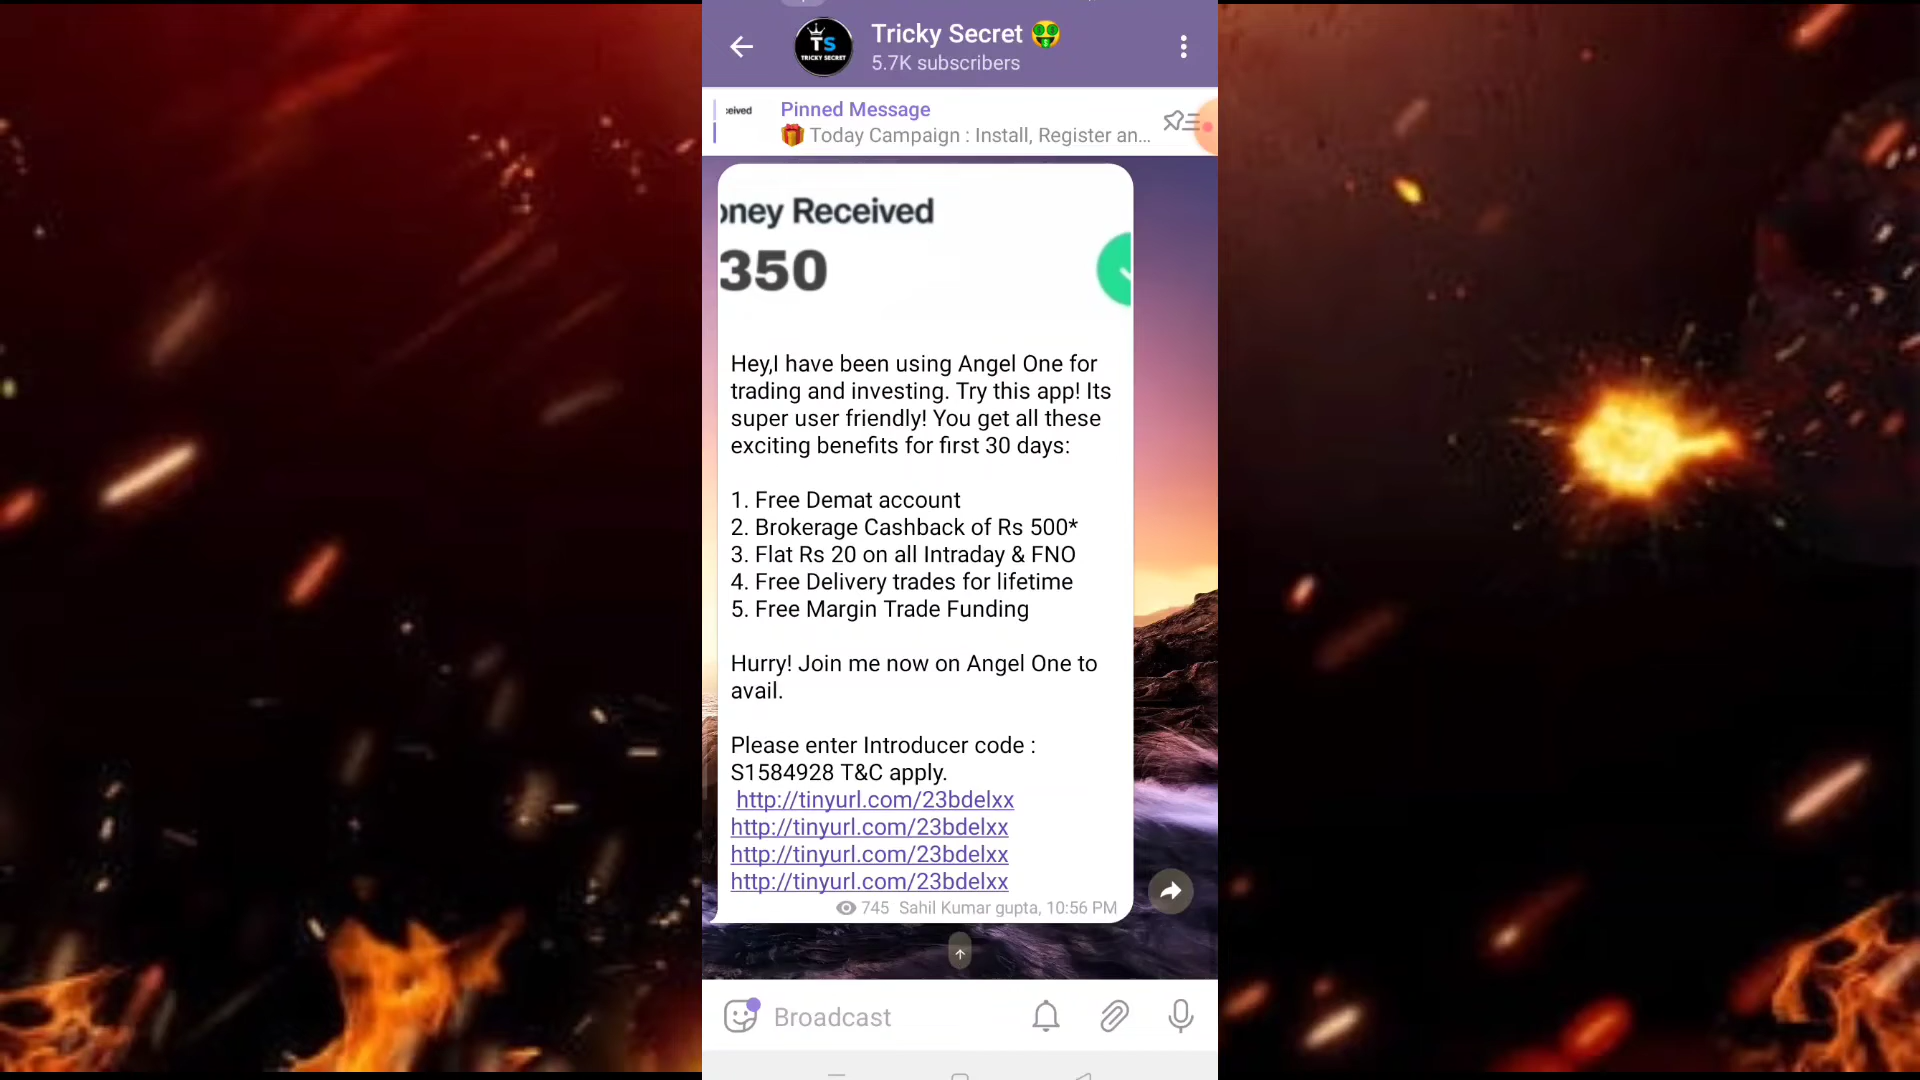 Tricky Secret 🤑
5.7K subscribers
TS
TRICKY SECRET
Pinned Message
eived
🎁 Today Campaign : Install, Register an...
oney Received
350
Hey,I have been using Angel One for
trading and investing. Try this app! Its
super user friendly! You get all these
exciting benefits for first 30 days:
1. Free Demat account
2. Brokerage Cashback of Rs 500*
3. Flat Rs 20 on all Intraday & FNO
4. Free Delivery trades for lifetime
5. Free Margin Trade Funding
Hurry! Join me now on Angel One to
avail.
Please enter Introducer code :
S1584928 T&C apply.
http://tinyurl.com/23bdelxx
http://tinyurl.com/23bdelxx
http://tinyurl.com/23bdelxx
http://tinyurl.com/23bdelxx
745 Sahil Kumar gupta, 10:56 PM
Broadcast